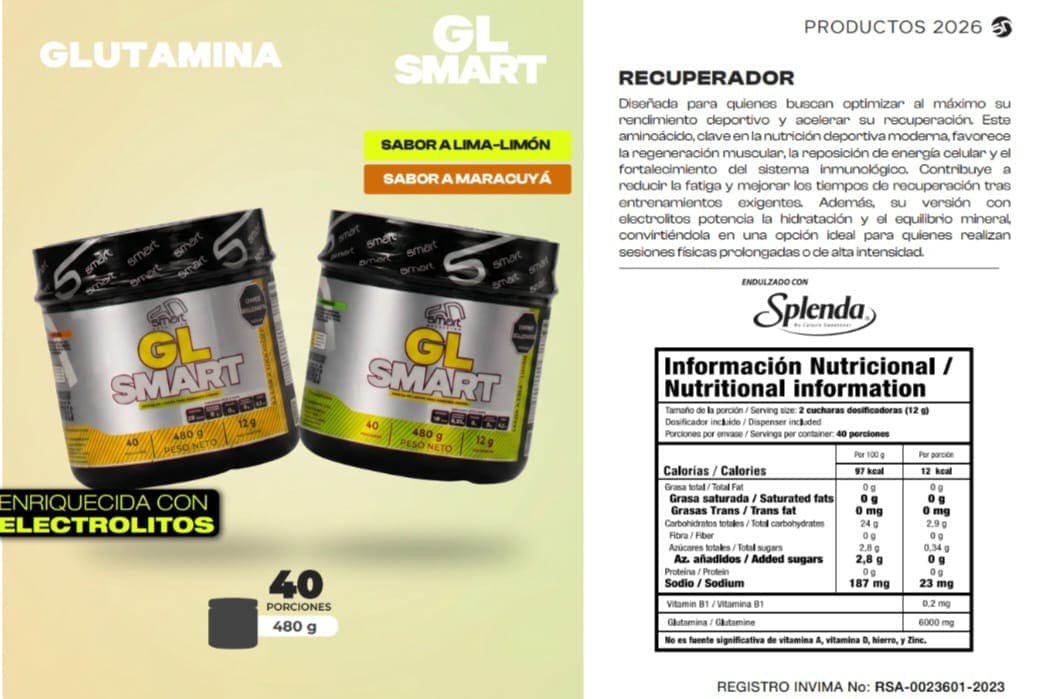 GLUTAMINA
GL
SMART
SABOR A LIMA-LIMÓN
SABOR A MARACUYÁ
smart
GL
SMART
40
480 g
PESO NETO
12 g
smart
GL
SMART
40
480 g
PESO NETO
12 g
ENRIQUECIDA CON
ELECTROLITOS
40
PORCIONES
480 g
PRODUCTOS 2026
RECUPERADOR
Diseñada para quienes buscan optimizar al máximo su
rendimiento deportivo y acelerar su recuperación. Este
aminoácido, clave en la nutrición deportiva moderna, favorece
la regeneración muscular, la reposición de energía celular y el
fortalecimiento del sistema inmunológico. Contribuye a
reducir la fatiga y mejorar los tiempos de recuperación tras
entrenamientos exigentes. Además, su versión con
electrolitos potencia la hidratación y el equilibrio mineral,
convirtiéndola en una opción ideal para quienes realizan
sesiones físicas prolongadas o de alta intensidad.
ENDULZADO CON
Splenda®
No Calorie Sweetener
Información Nutricional /
Nutritional information
Tamaño de la porción / Serving size: 2 cucharas dosificadoras (12 g)
Dosificador incluido / Dispenser included
Porciones por envase / Servings per container: 40 porciones
Por 100 g Por porción
Calorías / Calories 97 kcal 12 kcal
Grasa total / Total Fat 0 g 0 g
Grasa saturada / Saturated fats 0 g 0 g
Grasas Trans / Trans fat 0 mg 0 mg
Carbohidratos totales / Total carbohydrates 24 g 2,9 g
Fibra / Fiber 0 g 0 g
Azúcares totales / Total sugars 2,8 g 0,34 g
Az. añadidos / Added sugars 2,8 g 0 g
Proteína / Protein 0 g 0 g
Sodio / Sodium 187 mg 23 mg
Vitamin B1 / Vitamina B1 0,2 mg
Glutamina / Glutamine 6000 mg
No es fuente significativa de vitamina A, vitamina D, hierro, y Zinc.
REGISTRO INVIMA No: RSA-0023601-2023